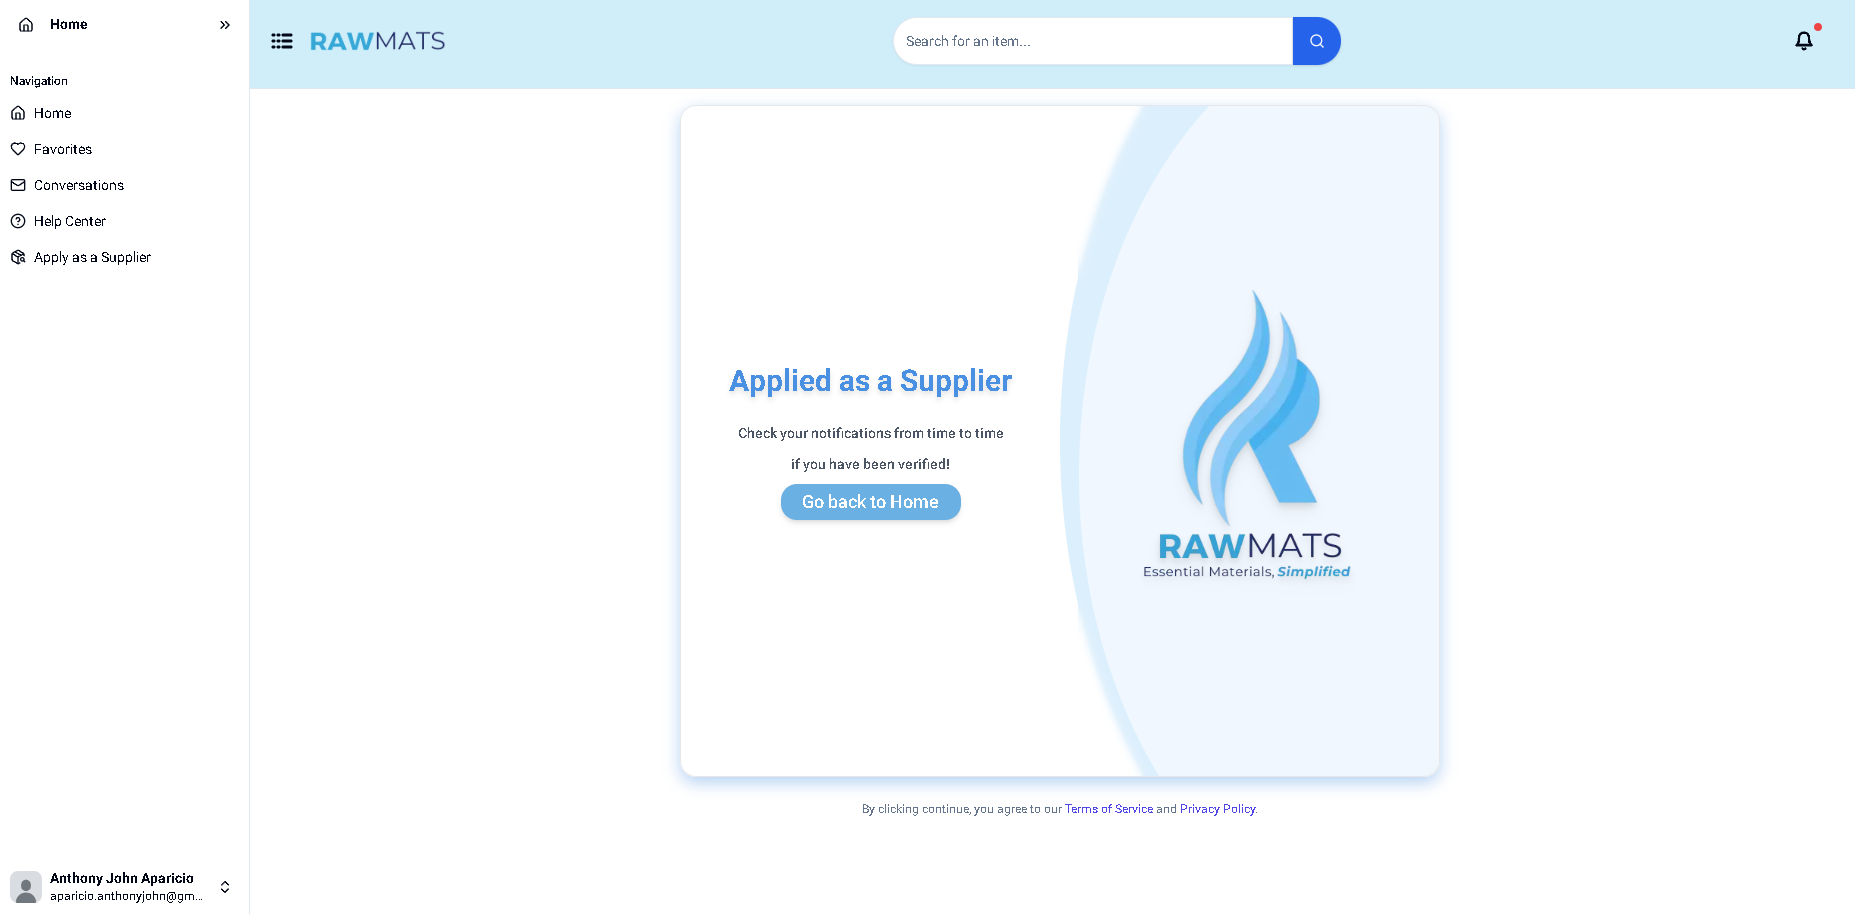 Home
Navigation
Home
Favorites
Conversations
Help Center
Apply as a Supplier
Anthony John Aparicio
aparicio.anthonyjohn@gm...
RAWMATS
Search for an item...
Applied as a Supplier
Check your notifications from time to time
if you have been verified!
Go back to Home
RAWMATS
Essential Materials, Simplified
By clicking continue, you agree to our Terms of Service and Privacy Policy.